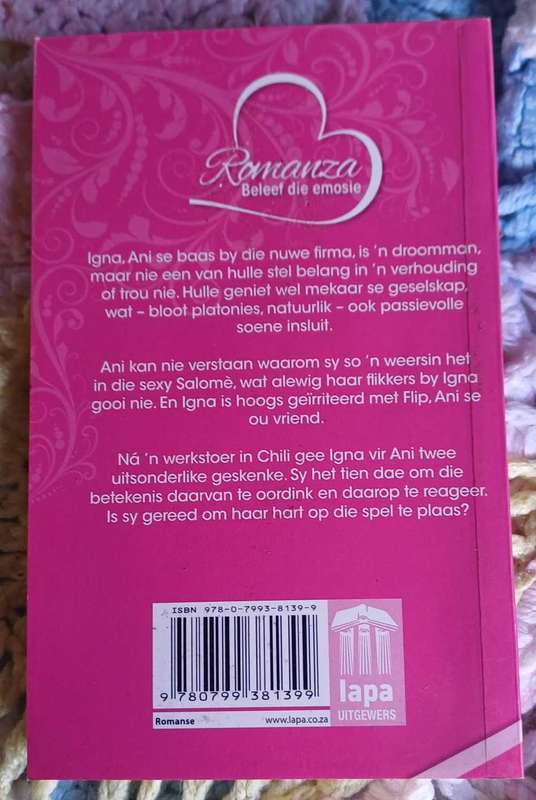 Romanza
Beleef die emosie
Igna, Ani se baas by die nuwe firma, is 'n droomman,
maar nie een van hulle stel belang in 'n verhouding
of trou nie. Hulle geniet wel mekaar se geselskap,
wat – bloot platonies, natuurlik – ook passievolle
soene insluit.
Ani kan nie verstaan waarom sy so 'n weersin het
in die sexy Salomè, wat alewig haar flikkers by Igna
gooi nie. En Igna is hoogs geïrriteerd met Flip, Ani se
ou vriend.
Ná 'n werkstoer in Chili gee Igna vir Ani twee
uitsonderlike geskenke. Sy het tien dae om die
betekenis daarvan te oordink en daarop te reageer.
Is sy gereed om haar hart op die spel te plaas?
ISBN 978-0-7993-8139-9
9 780799 381399
Romanse www.lapa.co.za
lapa
UITGEWERS